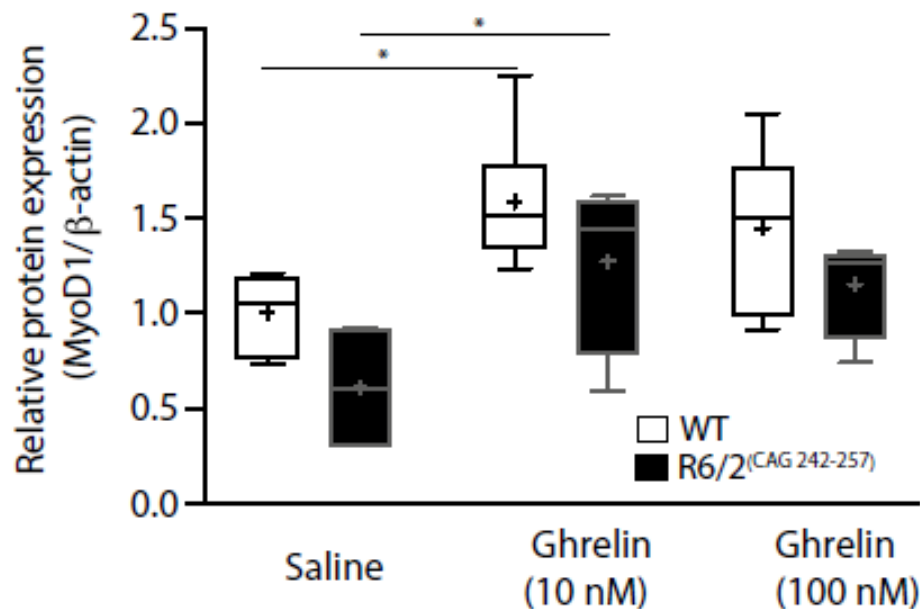 Relative protein expression
(MyoD1/β-actin)
2.5
2.0
1.5
1.0
0.5
0.0
*
*
WT
R6/2(CAG 242-257)
Saline
Ghrelin
(10 nM)
Ghrelin
(100 nM)